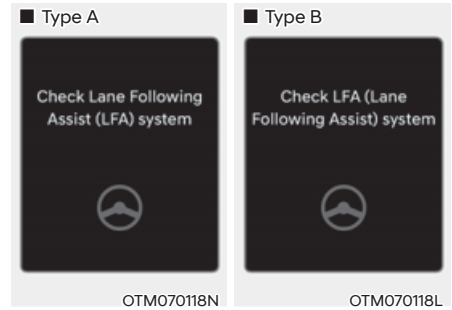 ■ Type A
Check Lane Following
Assist (LFA) system
OTM070118N
■ Type B
Check LFA (Lane
Following Assist) system
OTM070118L